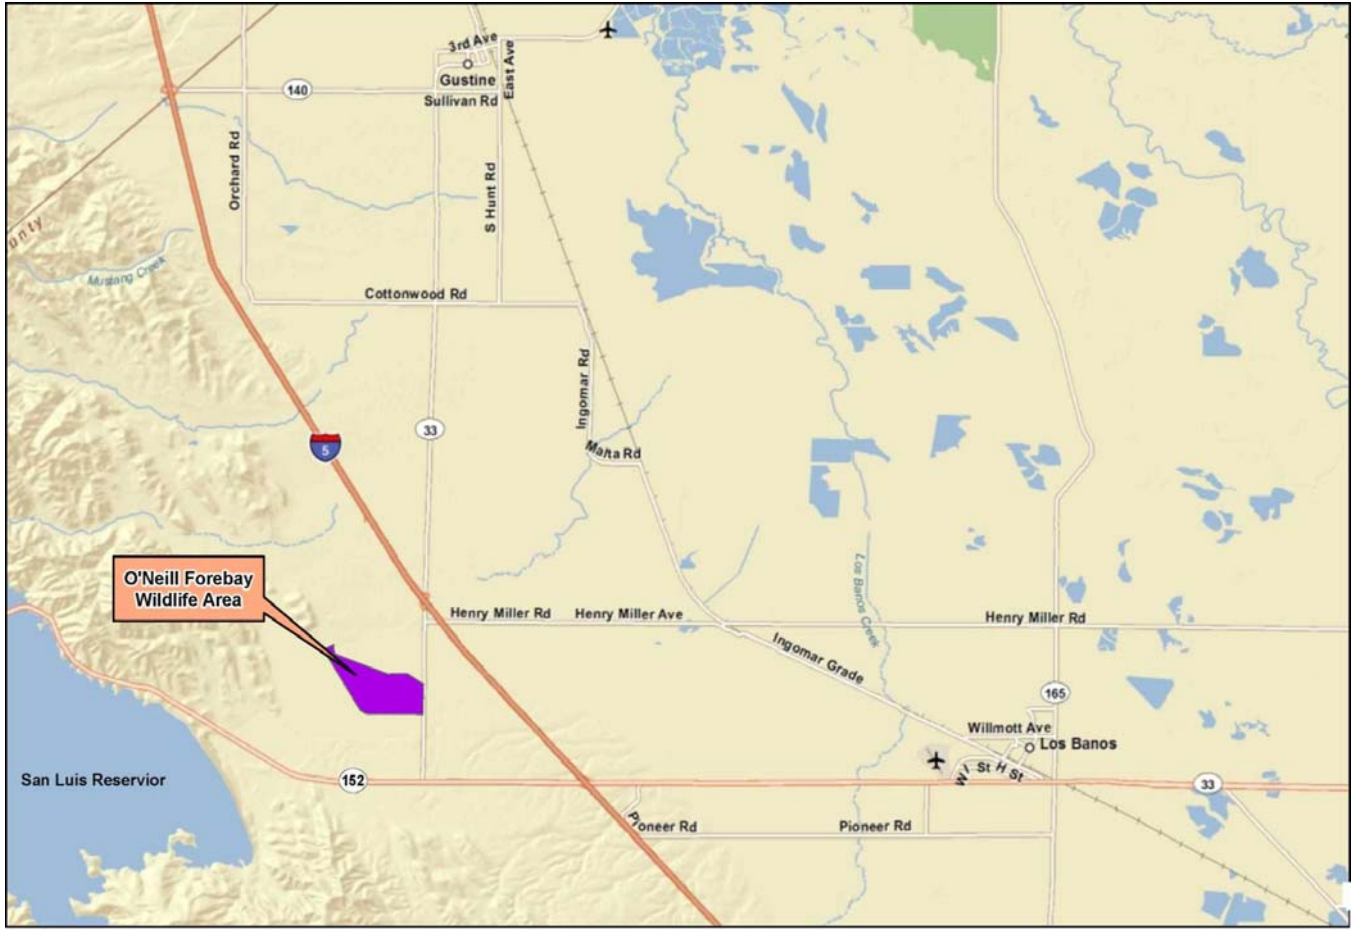 3rd Ave
Gustine
East Ave
140
Sullivan Rd
Orchard Rd
S Hunt Rd
unty
Mustang Creek
Cottonwood Rd
Ingomar Rd
33
5
Malta Rd
O'Neill Forebay
Wildlife Area
Los Banos Creek
Henry Miller Rd
Henry Miller Ave
Henry Miller Rd
Ingomar Grade
165
Willmott Ave
Los Banos
W I St
H St
San Luis Reservior
152
33
Pioneer Rd
Pioneer Rd